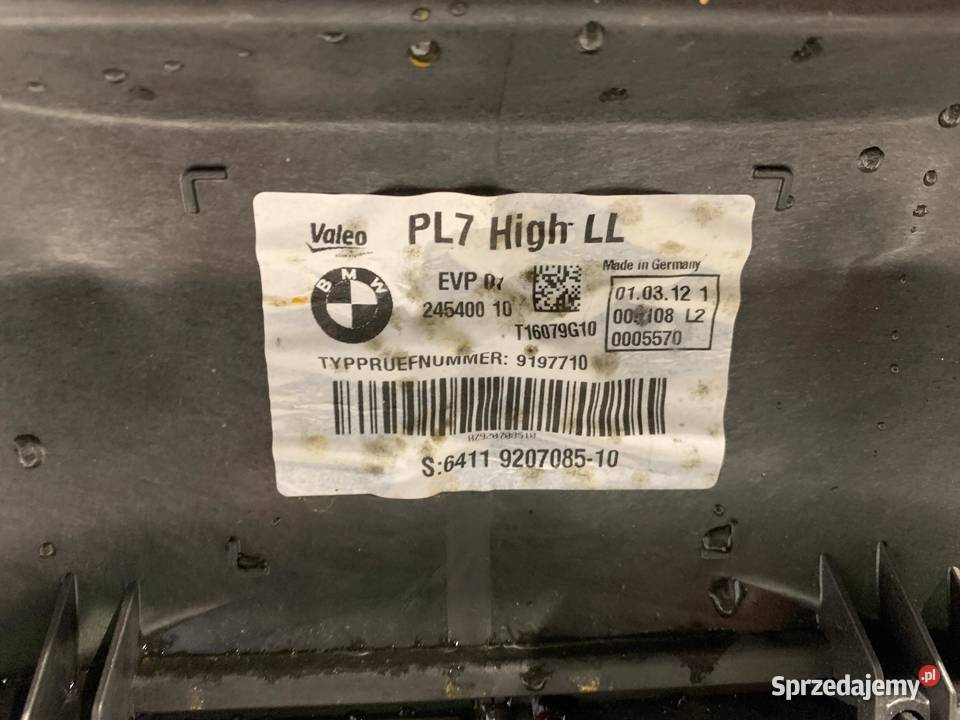 Valeo
PL7 High LL
BMW
EVP 07
245400 10
T16079G10
Made in Germany
01.03.12 1
L2
0005570
TYPPRUEFNUMMER: 9197710
S:6411 9207085-10
Sprzedajemy.pl